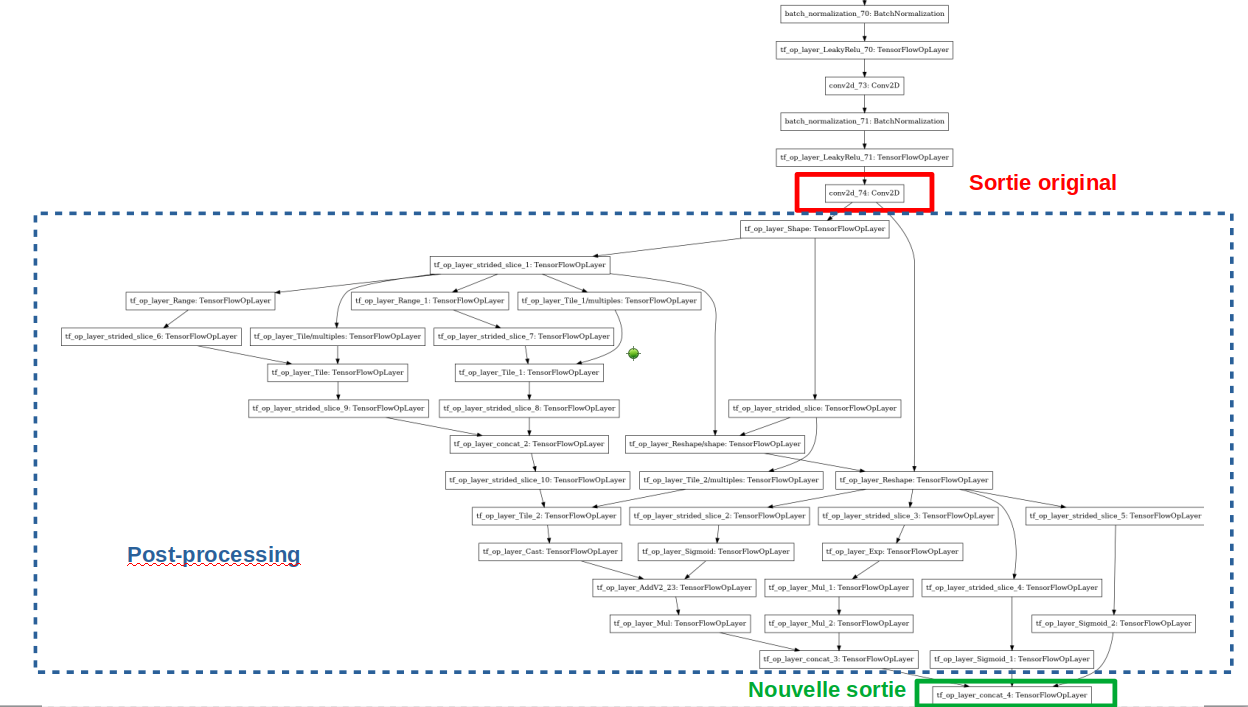 batch_normalization_70: BatchNormalization
tf_op_layer_LeakyRelu_70: TensorFlowOpLayer
conv2d_73: Conv2D
batch_normalization_71: BatchNormalization
tf_op_layer_LeakyRelu_71: TensorFlowOpLayer
Sortie original
conv2d_74: Conv2D
tf_op_layer_Shape: TensorFlowOpLayer
tf_op_layer_strided_slice_1: TensorFlowOpLayer
tf_op_layer_Range: TensorFlowOpLayer
tf_op_layer_Range_1: TensorFlowOpLayer
tf_op_layer_Tile_1/multiples: TensorFlowOpLayer
tf_op_layer_strided_slice_6: TensorFlowOpLayer
tf_op_layer_Tile/multiples: TensorFlowOpLayer
tf_op_layer_strided_slice_7: TensorFlowOpLayer
tf_op_layer_Tile: TensorFlowOpLayer
tf_op_layer_Tile_1: TensorFlowOpLayer
tf_op_layer_strided_slice_9: TensorFlowOpLayer
tf_op_layer_strided_slice_8: TensorFlowOpLayer
tf_op_layer_strided_slice: TensorFlowOpLayer
tf_op_layer_concat_2: TensorFlowOpLayer
tf_op_layer_Reshape/shape: TensorFlowOpLayer
tf_op_layer_strided_slice_10: TensorFlowOpLayer
tf_op_layer_Tile_2/multiples: TensorFlowOpLayer
tf_op_layer_Reshape: TensorFlowOpLayer
tf_op_layer_Tile_2: TensorFlowOpLayer
tf_op_layer_strided_slice_2: TensorFlowOpLayer
tf_op_layer_strided_slice_3: TensorFlowOpLayer
tf_op_layer_strided_slice_5: TensorFlowOpLayer
Post-processing
tf_op_layer_Cast: TensorFlowOpLayer
tf_op_layer_Sigmoid: TensorFlowOpLayer
tf_op_layer_Exp: TensorFlowOpLayer
tf_op_layer_AddV2_23: TensorFlowOpLayer
tf_op_layer_Mul_1: TensorFlowOpLayer
tf_op_layer_strided_slice_4: TensorFlowOpLayer
tf_op_layer_Mul: TensorFlowOpLayer
tf_op_layer_Mul_2: TensorFlowOpLayer
tf_op_layer_Sigmoid_2: TensorFlowOpLayer
tf_op_layer_concat_3: TensorFlowOpLayer
tf_op_layer_Sigmoid_1: TensorFlowOpLayer
Nouvelle sortie
tf_op_layer_concat_4: TensorFlowOpLayer